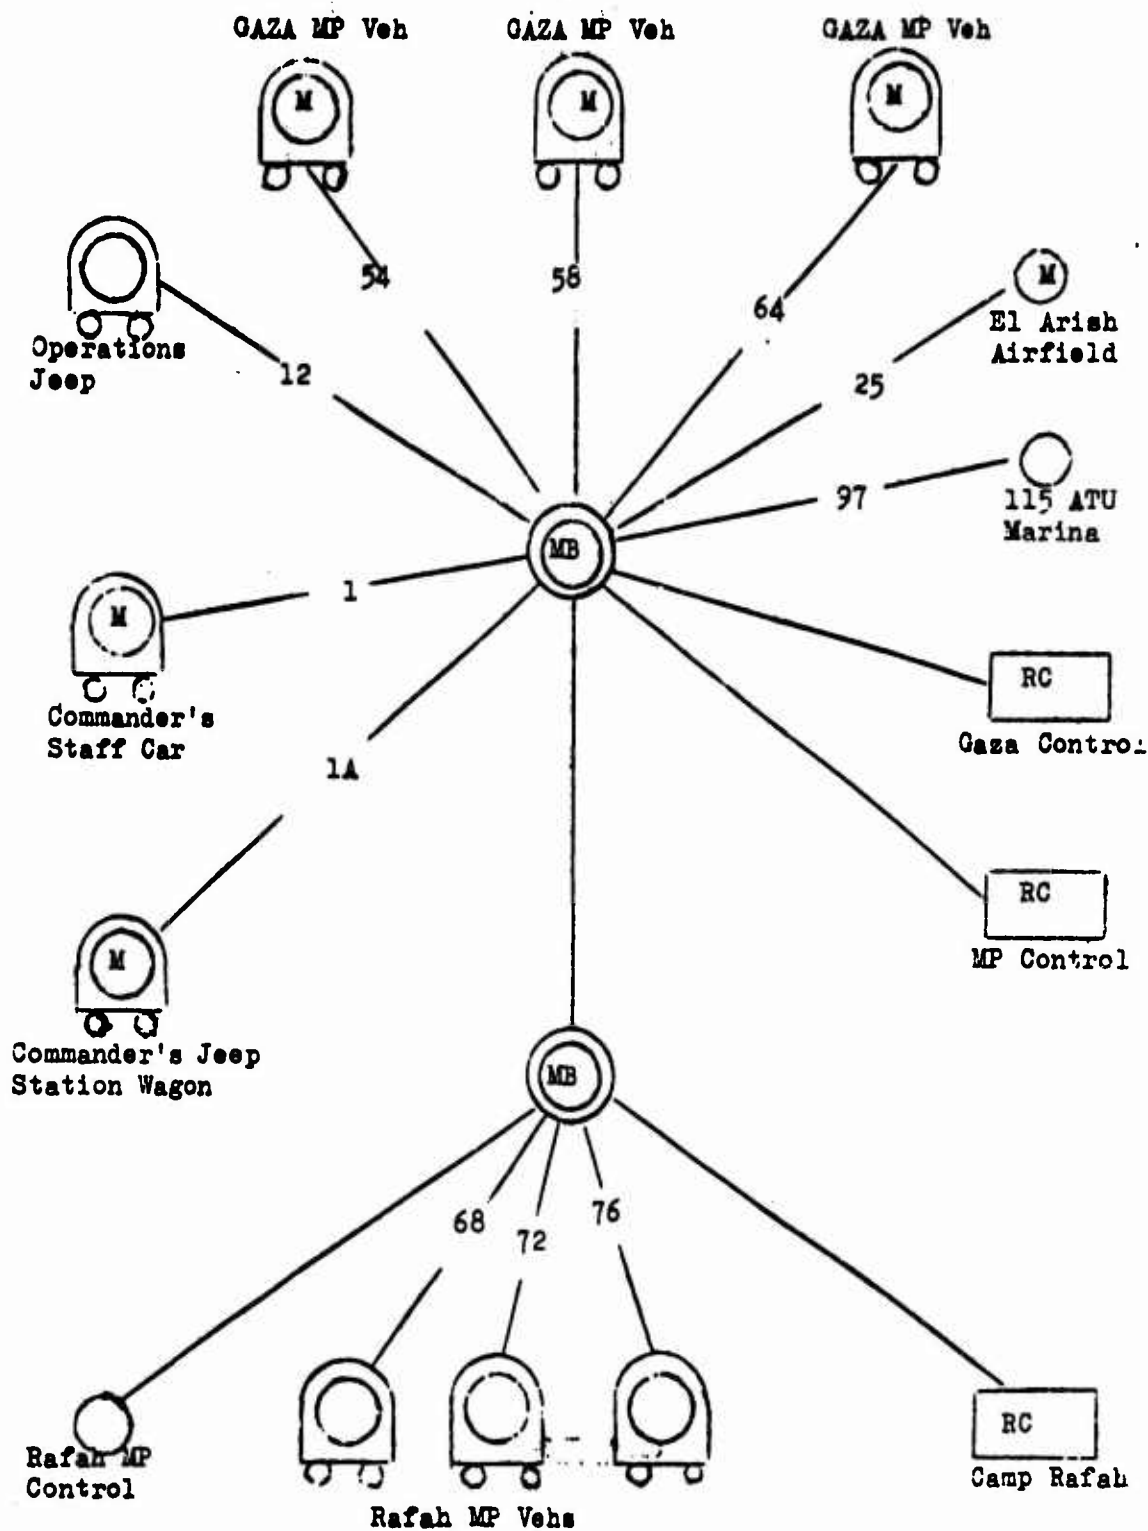 GAZA MP Veh GAZA MP Veh GAZA MP Veh
M M M
54 58 64
M
El Arish
Airfield
Operations
Jeep
12
25
97
115 ATU
Marina
MB
1
M
Commander's
Staff Car
RC
Gaza Control
1A
RC
MP Control
M
Commander's Jeep
Station Wagon
MB
68 72 76
Rafah MP
Control
RC
Camp Rafah
Rafah MP Vehs